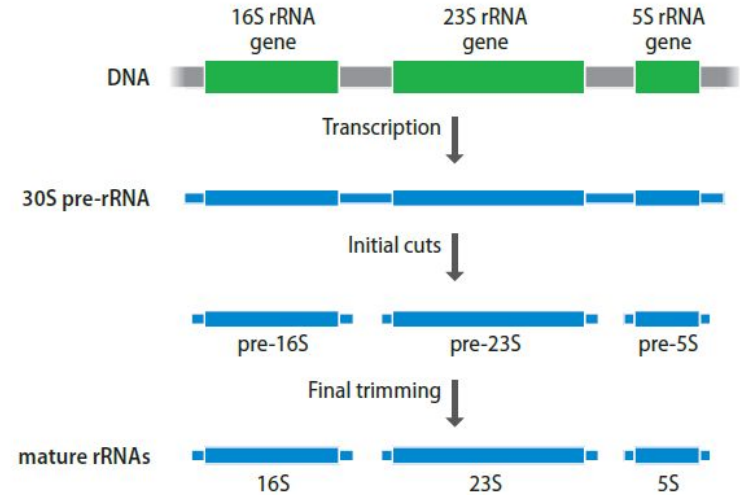 16S rRNA
gene
23S rRNA
gene
5S rRNA
gene
DNA
Transcription
30S pre-rRNA
Initial cuts
pre-16S
pre-23S
pre-5S
Final trimming
mature rRNAs
16S
23S
5S